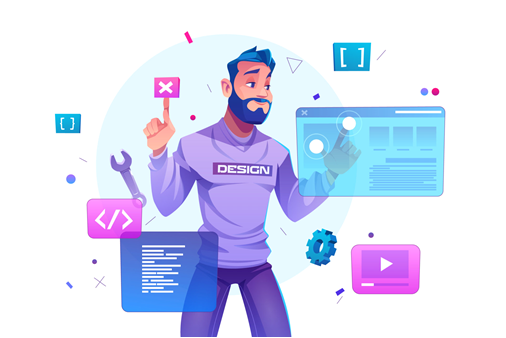 [ ]
{ }
DESIGN
</>